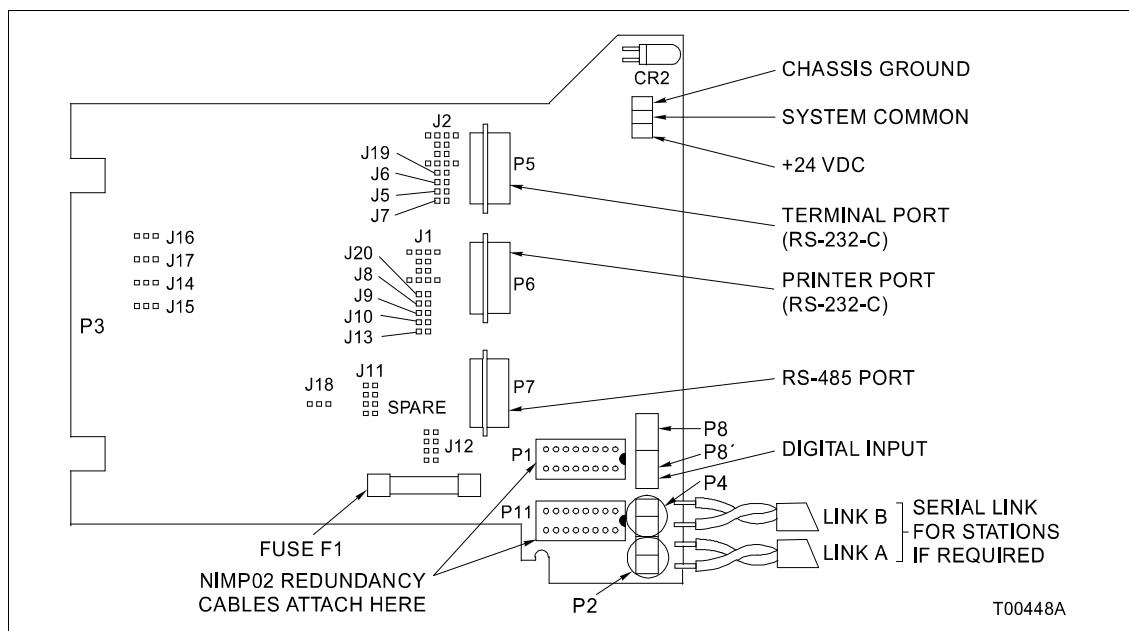 CR2
CHASSIS GROUND
SYSTEM COMMON
+24 VDC
J2
J19
J6
J5
J7
P5
TERMINAL PORT
(RS-232-C)
J16
J17
J14
J15
P3
J1
J20
J8
J9
J10
J13
P6
PRINTER PORT
(RS-232-C)
J18
J11
SPARE
J12
P7
RS-485 PORT
P8
P8´
DIGITAL INPUT
P1
P4
P11
LINK B
LINK A
SERIAL LINK
FOR STATIONS
IF REQUIRED
FUSE F1
NIMP02 REDUNDANCY
CABLES ATTACH HERE
P2
T00448A